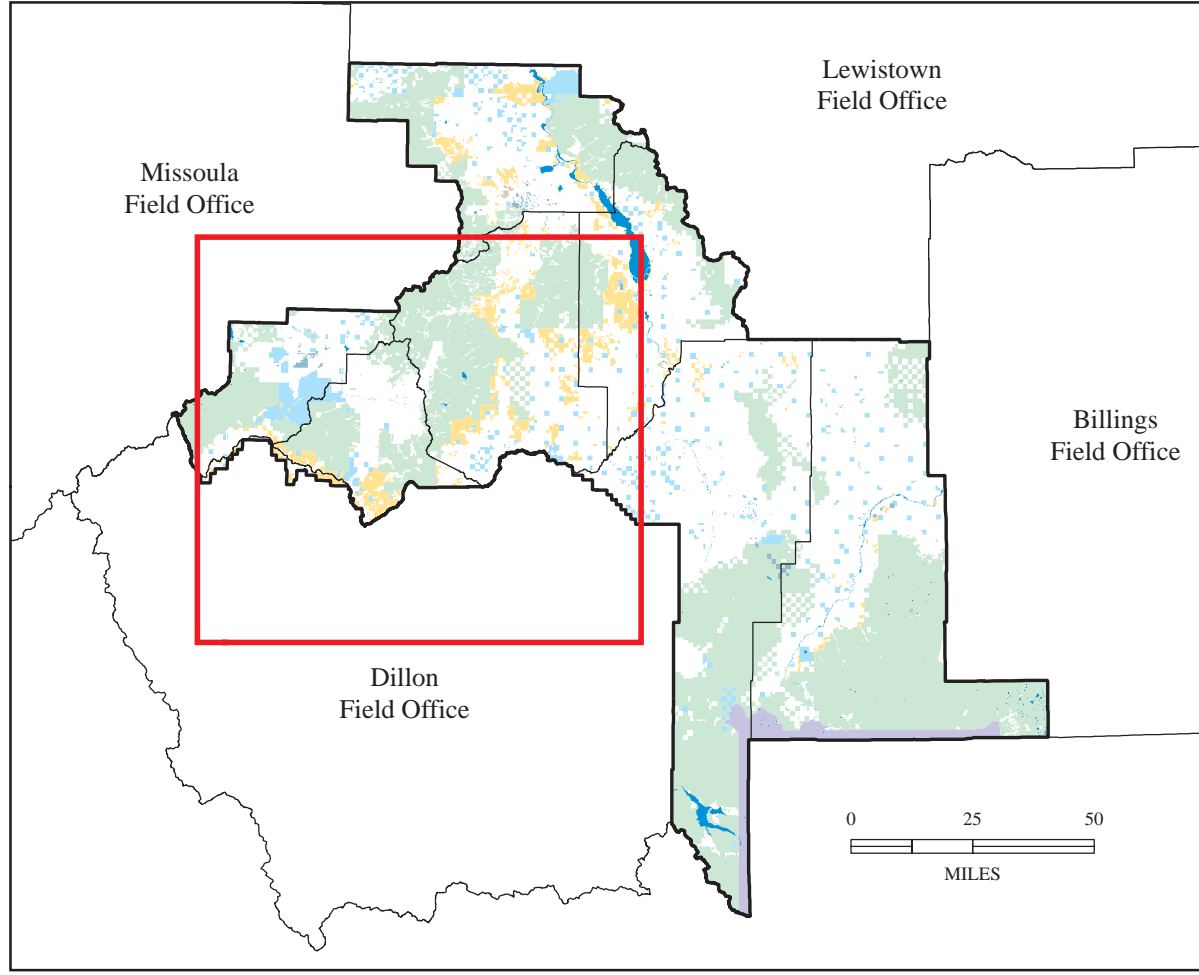 Lewistown
Field Office
Missoula
Field Office
Billings
Field Office
Dillon
Field Office
0 25 50
MILES